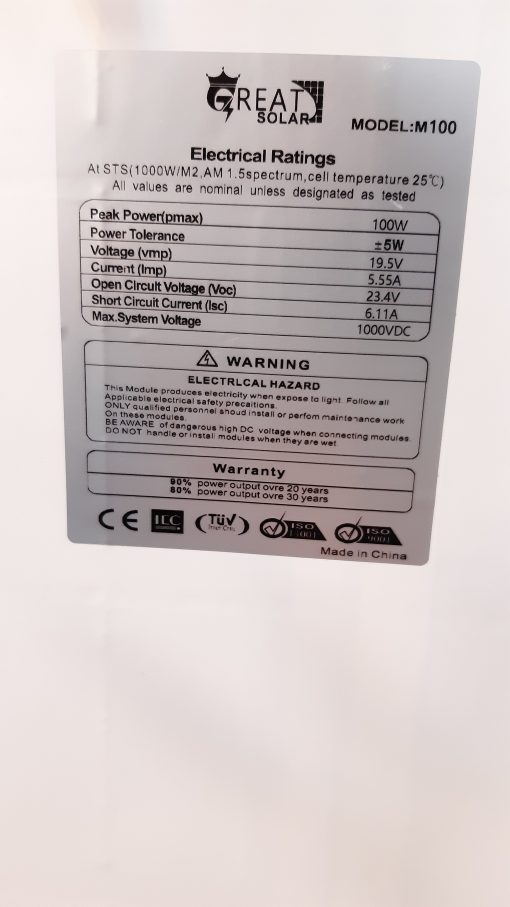 GREAT
SOLAR
MODEL:M100
Electrical Ratings
At STS(1000W/M2,AM 1.5spectrum,cell temperature 25℃)
All values are nominal unless designated as tested
Peak Power(pmax) 100W
Power Tolerance ±5W
Voltage (vmp) 19.5V
Current (Imp) 5.55A
Open Circuit Voltage (Voc) 23.4V
Short Circuit Current (Isc) 6.11A
Max.System Voltage 1000VDC
WARNING
ELECTRLCAL HAZARD
This Module produces electricity when expose to light. Follow all
Applicable electrical safety precaitions.
ONLY qualified personnel shoud install or perfom maintenance work
On these modules.
BE AWARE of dangerous high DC voltage when connecting modules.
DO NOT handle or install modules when they are wet.
Warranty
90% power output ovre 20 years
80% power output ovre 30 years
CE IEC TÜV ISO ISO 9001
Made in China